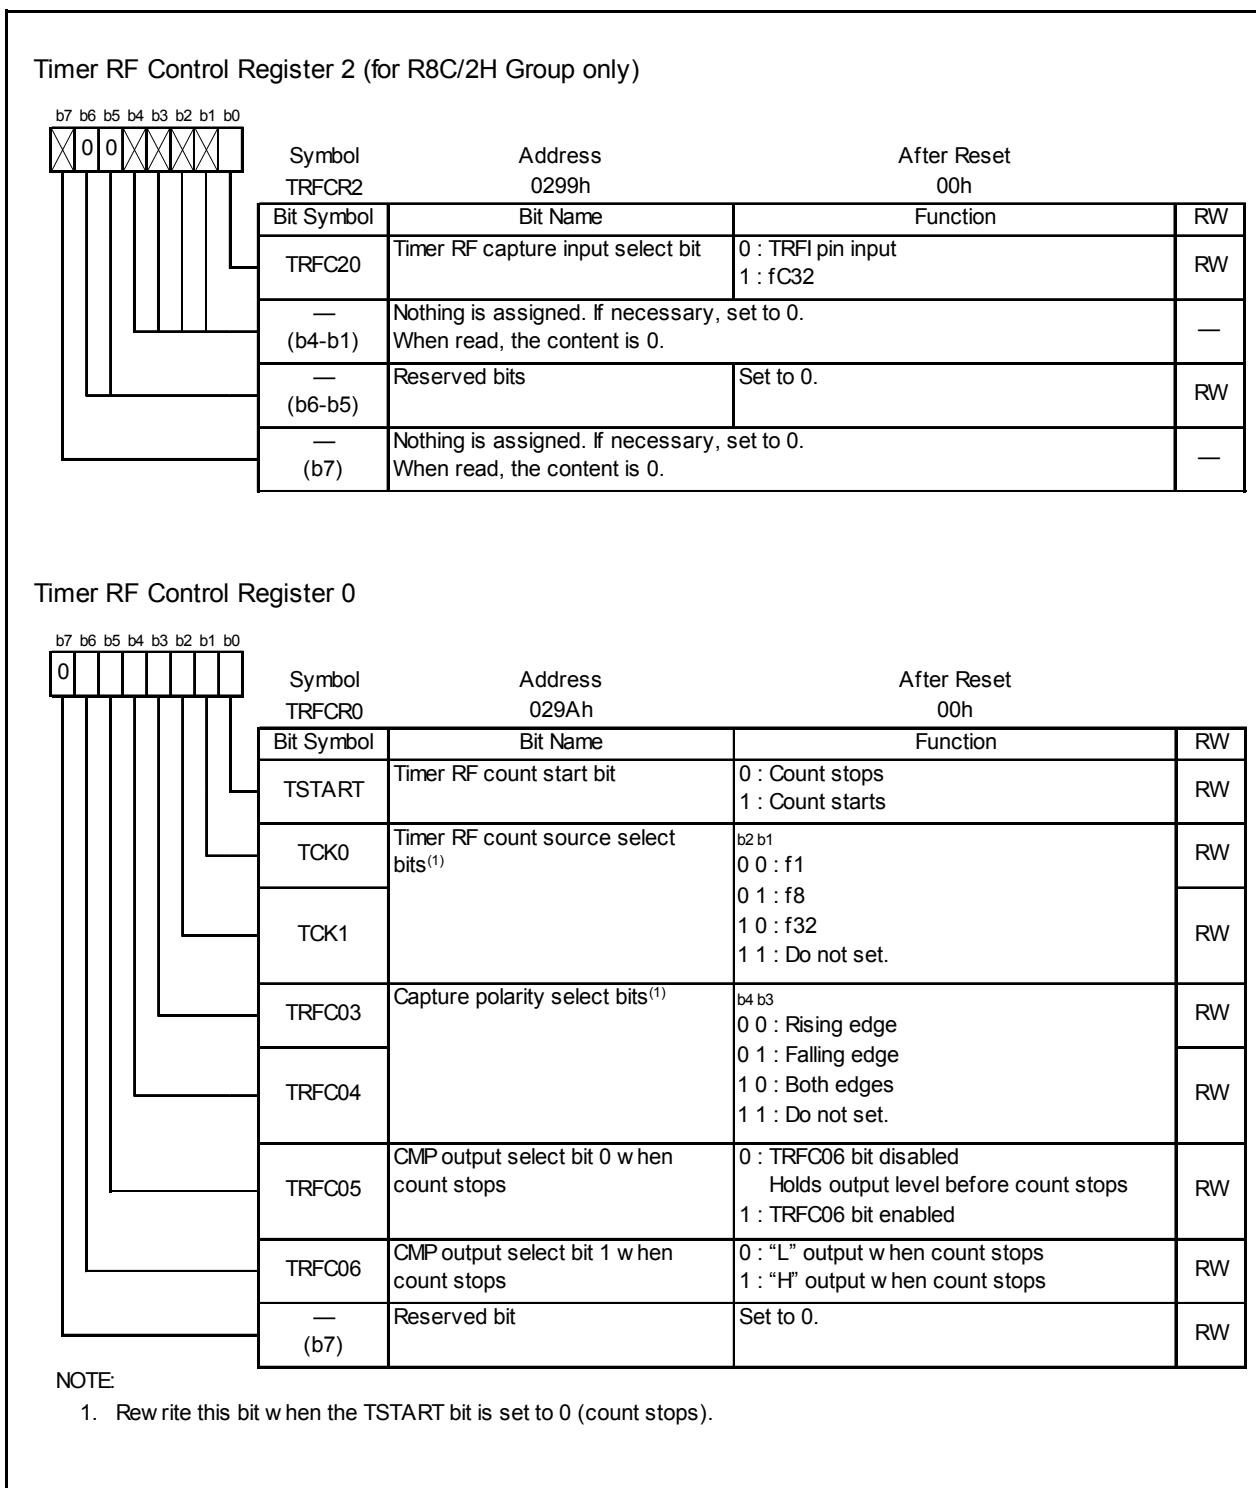 Timer RF Control Register 2 (for R8C/2H Group only)
b7 b6 b5 b4 b3 b2 b1 b0
0 0
Symbol Address After Reset
TRFCR2 0299h 00h
Bit Symbol Bit Name Function RW
TRFC20 Timer RF capture input select bit 0 : TRFI pin input RW
1 : fC32
— Nothing is assigned. If necessary, set to 0. —
(b4-b1) When read, the content is 0.
— Reserved bits Set to 0. RW
(b6-b5)
— Nothing is assigned. If necessary, set to 0. —
(b7) When read, the content is 0.
Timer RF Control Register 0
b7 b6 b5 b4 b3 b2 b1 b0
0
Symbol Address After Reset
TRFCR0 029Ah 00h
Bit Symbol Bit Name Function RW
TSTART Timer RF count start bit 0 : Count stops RW
1 : Count starts
TCK0 Timer RF count source select b2 b1 RW
bits(1) 0 0 : f1
0 1 : f8
TCK1 1 0 : f32 RW
1 1 : Do not set.
TRFC03 Capture polarity select bits(1) b4 b3 RW
0 0 : Rising edge
0 1 : Falling edge
TRFC04 1 0 : Both edges RW
1 1 : Do not set.
CMP output select bit 0 when 0 : TRFC06 bit disabled
TRFC05 count stops Holds output level before count stops RW
1 : TRFC06 bit enabled
TRFC06 CMP output select bit 1 when 0 : “L” output when count stops RW
count stops 1 : “H” output when count stops
— Reserved bit Set to 0. RW
(b7)
NOTE:
1. Rewrite this bit when the TSTART bit is set to 0 (count stops).